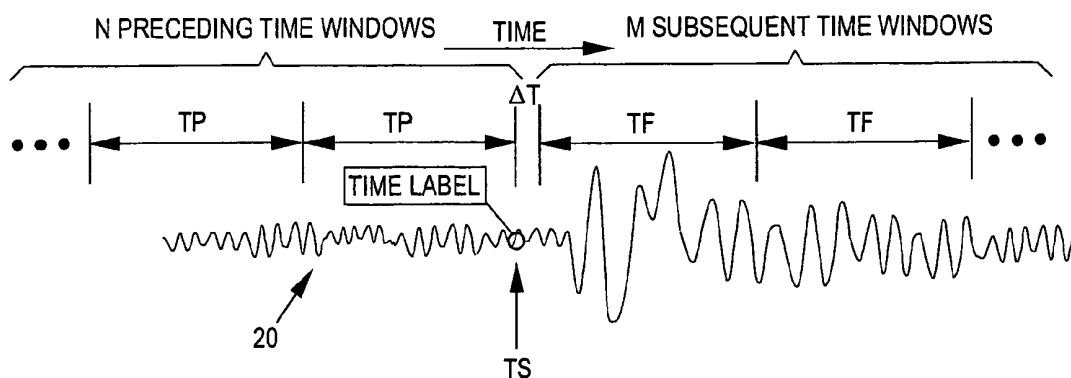 N PRECEDING TIME WINDOWS
TIME
M SUBSEQUENT TIME WINDOWS
ΔT
TP
TP
TF
TF
TIME LABEL
20
TS